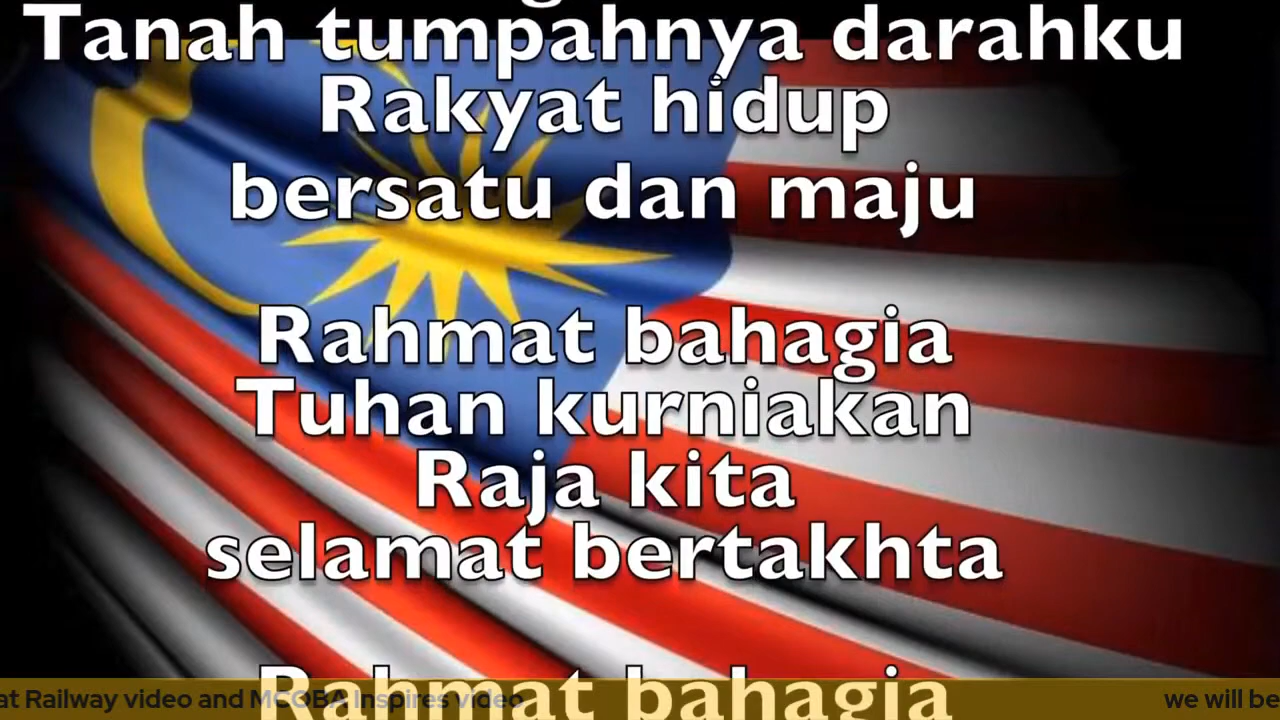 Tanah tumpahnya darahku
Rakyat hidup
bersatu dan maju
Rahmat bahagia
Tuhan kurniakan
Raja kita
selamat bertakhta
Rahmat bahagia
at Railway video and MCOBA Inspires video
we will be